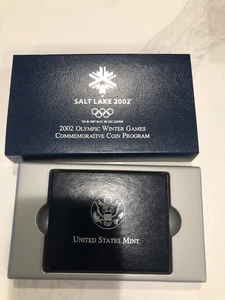 SALT LAKE 2002
2002 OLYMPIC WINTER GAMES
COMMEMORATIVE COIN PROGRAM
UNITED STATES MINT